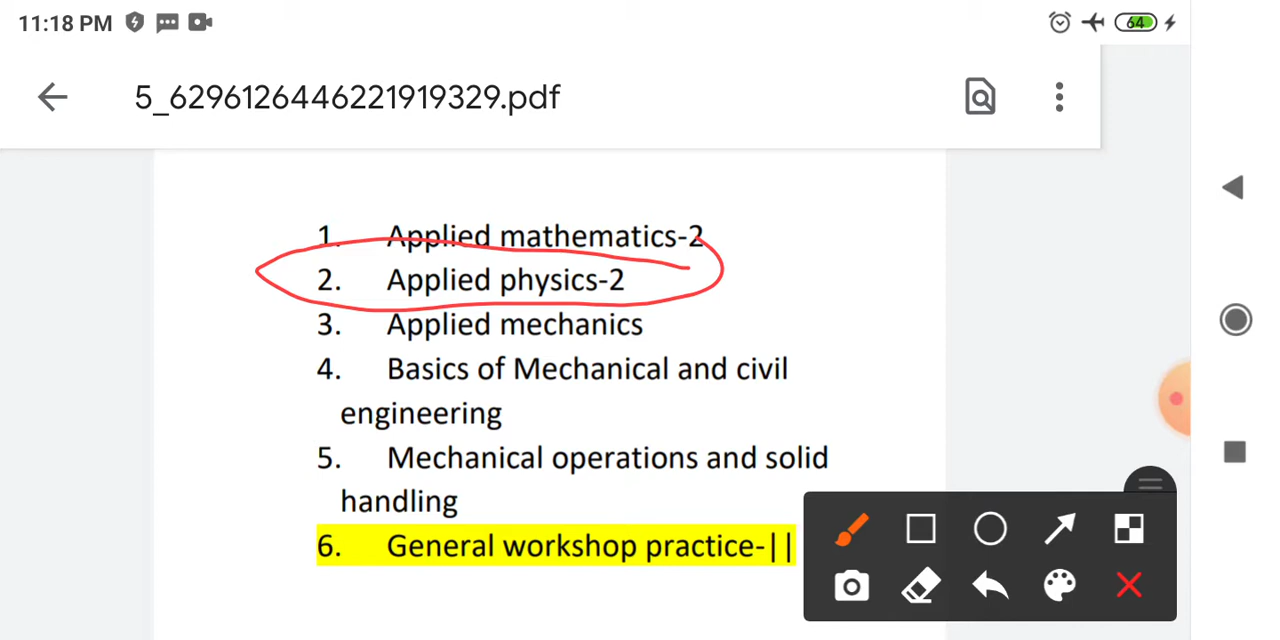 11:18 PM
64
5_6296126446221919329.pdf
1. Applied mathematics-2
2. Applied physics-2
3. Applied mechanics
4. Basics of Mechanical and civil
engineering
5. Mechanical operations and solid
handling
6. General workshop practice-||